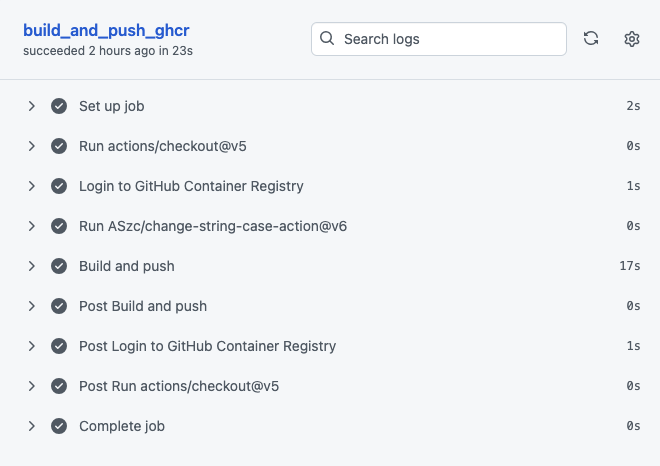 build_and_push_ghcr
succeeded 2 hours ago in 23s
Search logs
Set up job 2s
Run actions/checkout@v5 0s
Login to GitHub Container Registry 1s
Run ASzc/change-string-case-action@v6 0s
Build and push 17s
Post Build and push 0s
Post Login to GitHub Container Registry 1s
Post Run actions/checkout@v5 0s
Complete job 0s